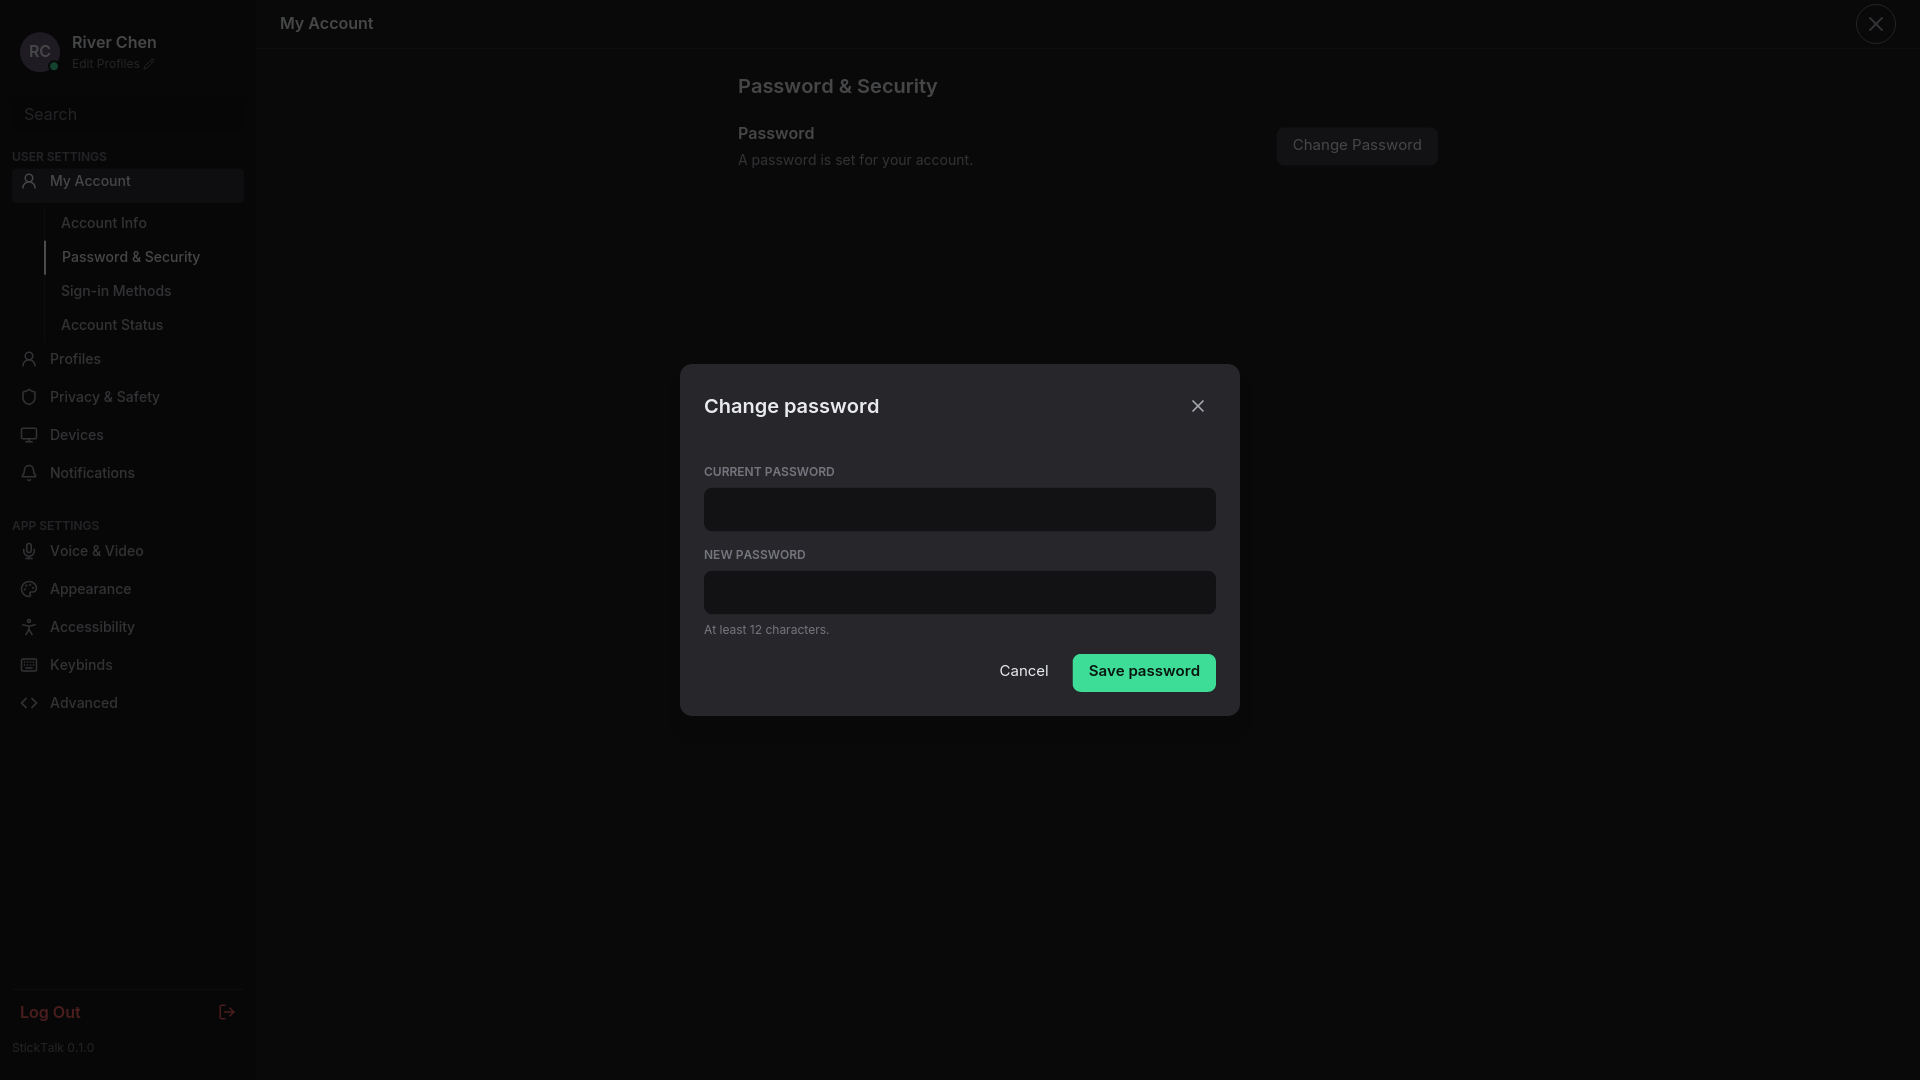 RC
River Chen
Edit Profiles
Search
USER SETTINGS
My Account
Account Info
Password & Security
Sign-in Methods
Account Status
Profiles
Privacy & Safety
Devices
Notifications
APP SETTINGS
Voice & Video
Appearance
Accessibility
Keybinds
Advanced
Log Out
StickTalk 0.1.0
My Account
Password & Security
Password
A password is set for your account.
Change Password
Change password
CURRENT PASSWORD
NEW PASSWORD
At least 12 characters.
Cancel
Save password